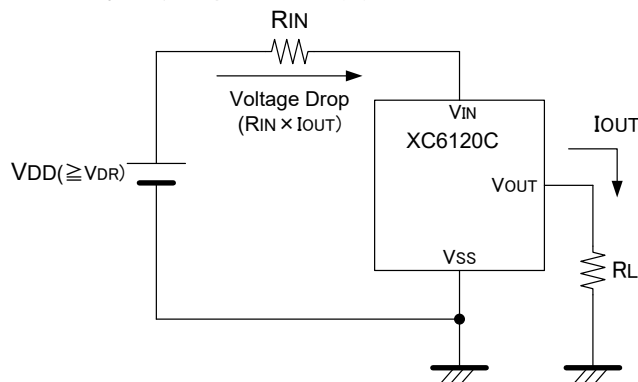 RIN
Voltage Drop
(RIN × IOUT)
VIN
XC6120C
IOUT
VDD(≧VDR)
VOUT
VSS
RL